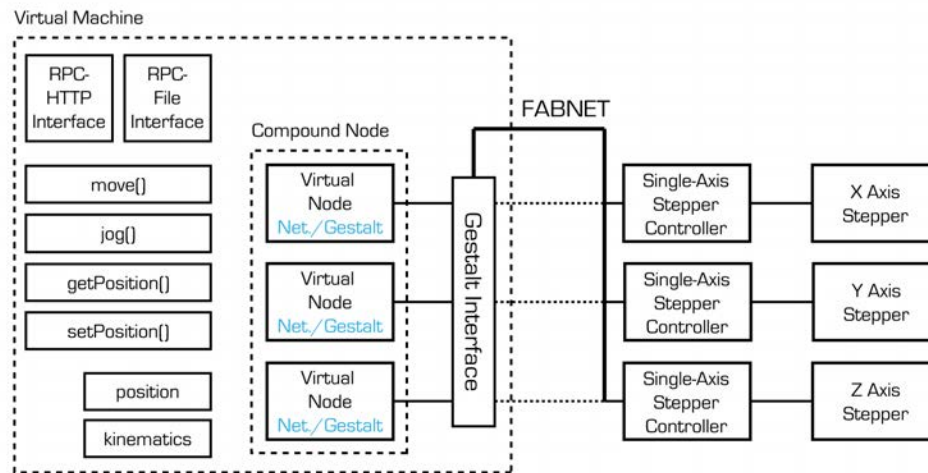 Virtual Machine
RPC-
HTTP
Interface
RPC-
File
Interface
move()
jog()
getPosition()
setPosition()
position
kinematics
Compound Node
Virtual
Node
Net./Gestalt
Virtual
Node
Net./Gestalt
Virtual
Node
Net./Gestalt
Gestalt Interface
FABNET
Single-Axis
Stepper
Controller
Single-Axis
Stepper
Controller
Single-Axis
Stepper
Controller
X Axis
Stepper
Y Axis
Stepper
Z Axis
Stepper